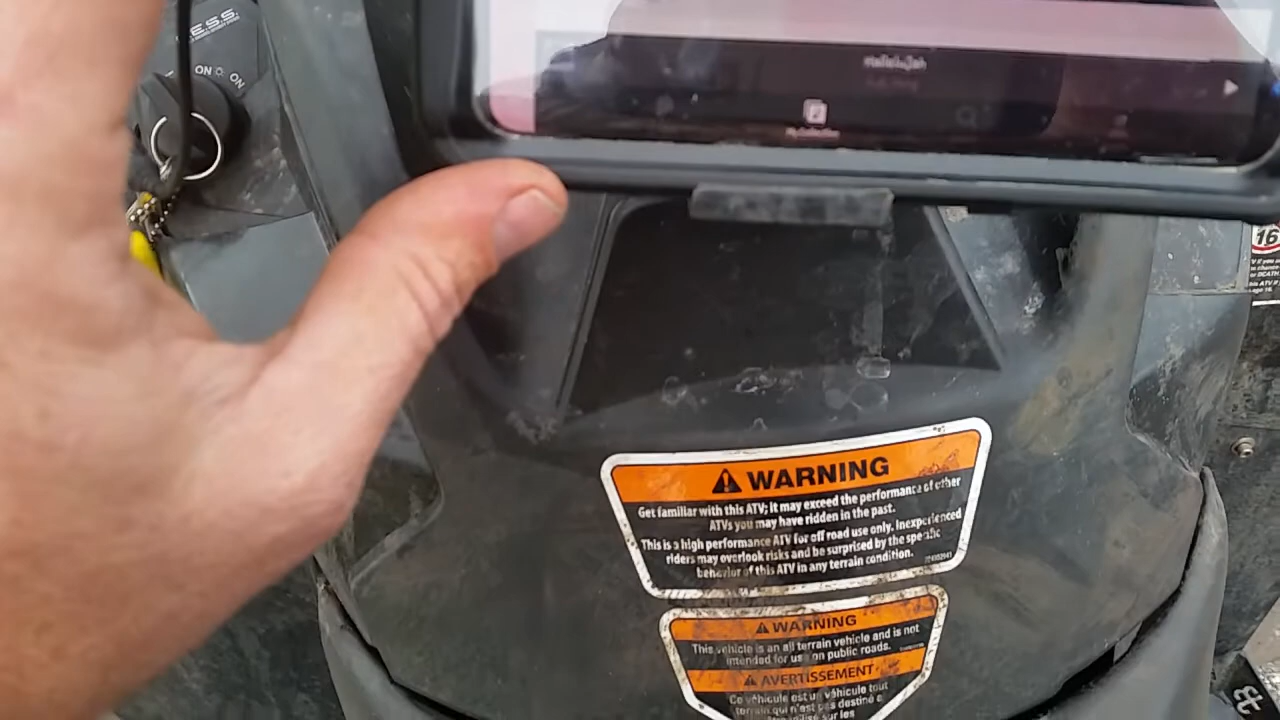 E.S.S.
ON ON
16
⚠ WARNING
Get familiar with this ATV; it may exceed the performance of other
ATVs you may have ridden in the past.
This is a high performance ATV for off road use only. Inexperienced
riders may overlook risks and be surprised by the specific
behavior of this ATV in any terrain condition.
⚠ WARNING
This vehicle is an all terrain vehicle and is not
intended for use on public roads.
⚠ AVERTISSEMENT
Ce véhicule est un véhicule tout
terrain qui n'est pas destiné à
sur les